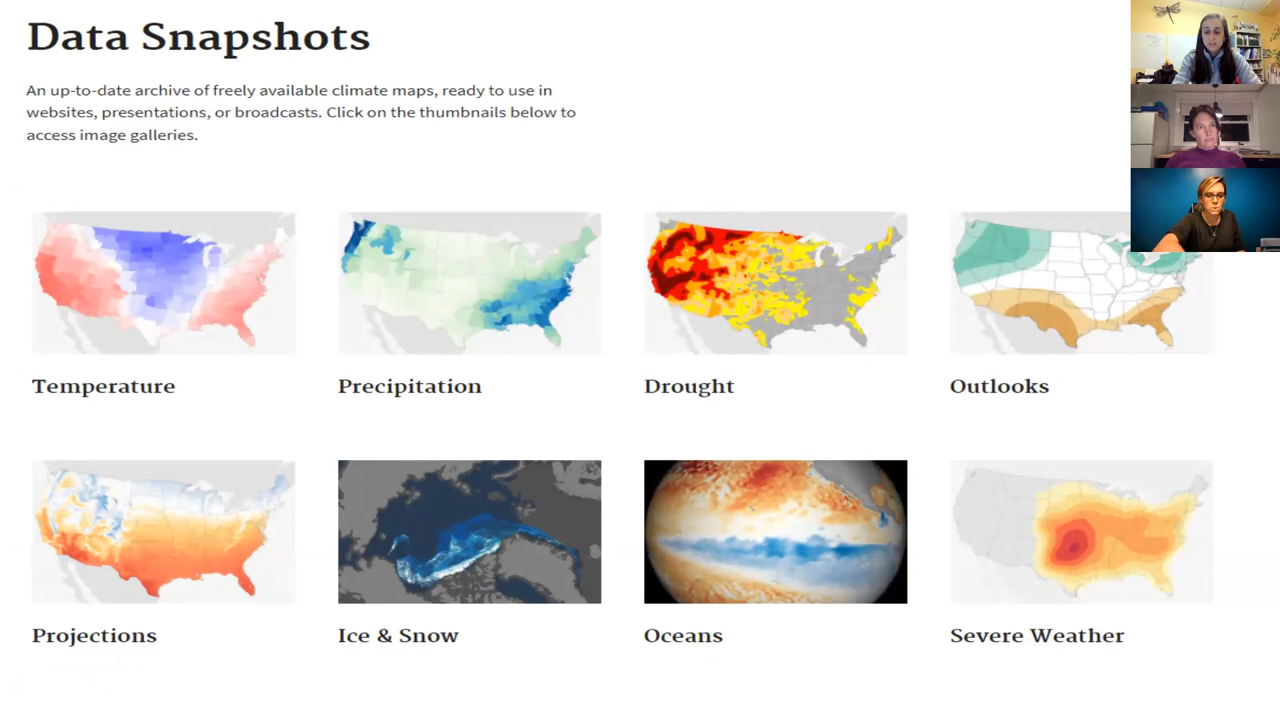 Data Snapshots
An up-to-date archive of freely available climate maps, ready to use in
websites, presentations, or broadcasts. Click on the thumbnails below to
access image galleries.
Temperature
Precipitation
Drought
Outlooks
Projections
Ice & Snow
Oceans
Severe Weather